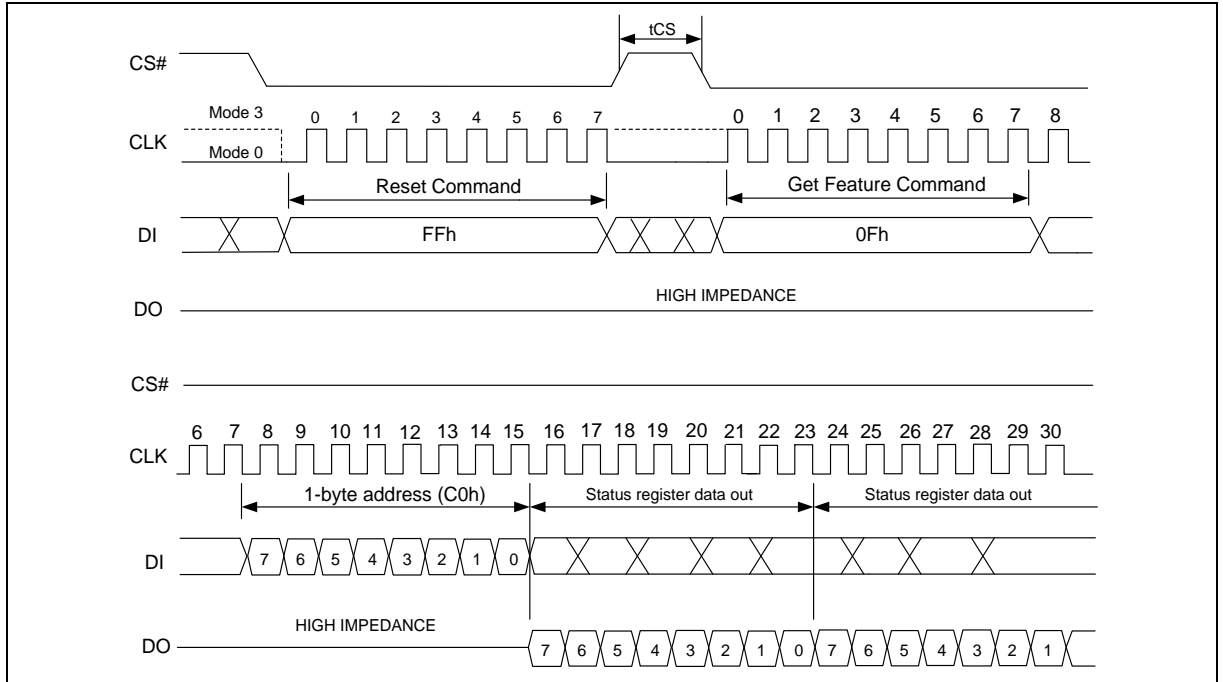 tCS
CS#
Mode 3
0 1 2 3 4 5 6 7 0 1 2 3 4 5 6 7 8
CLK
Mode 0
Reset Command Get Feature Command
DI FFh 0Fh
HIGH IMPEDANCE
DO
CS#
6 7 8 9 10 11 12 13 14 15 16 17 18 19 20 21 22 23 24 25 26 27 28 29 30
CLK
1-byte address (C0h) Status register data out Status register data out
DI 7 6 5 4 3 2 1 0
HIGH IMPEDANCE
DO 7 6 5 4 3 2 1 0 7 6 5 4 3 2 1